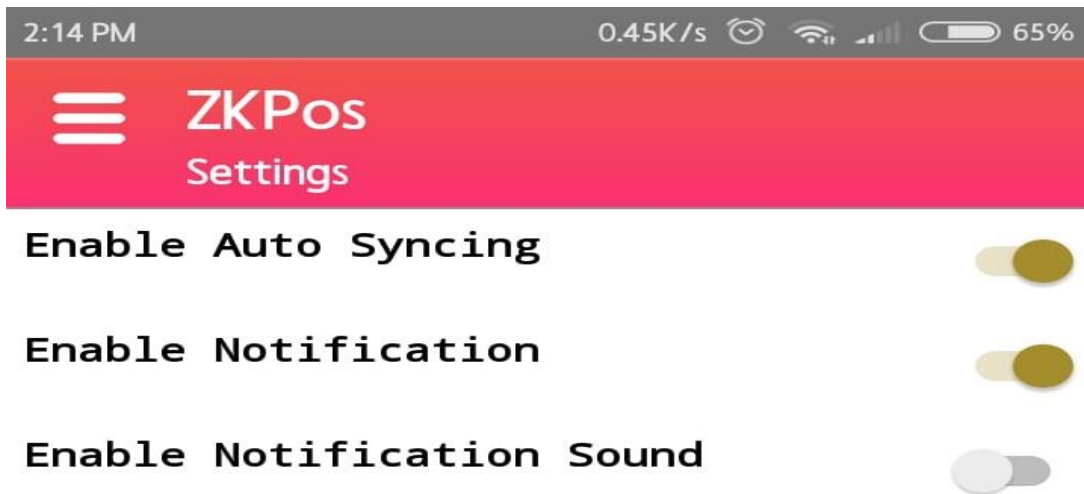 2:14 PM 0.45K/s 65%
ZKPos
Settings
Enable Auto Syncing
Enable Notification
Enable Notification Sound